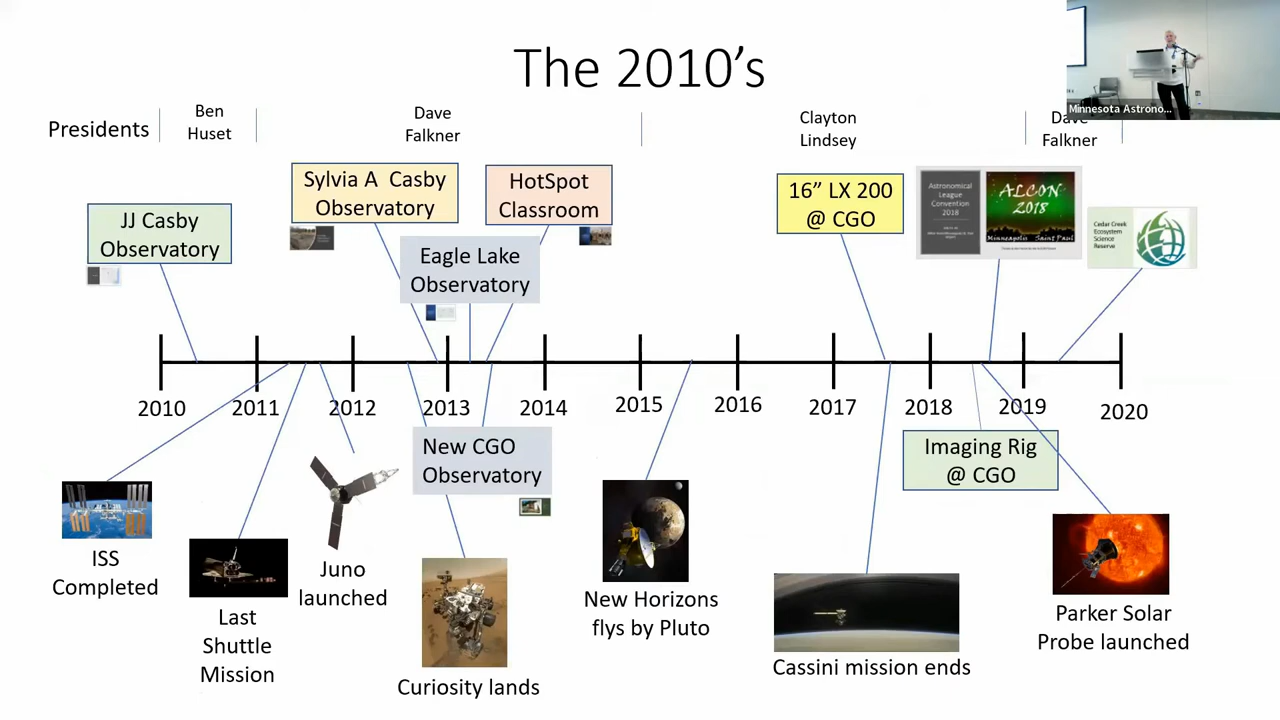 The 2010's
Minnesota Astrono...
Presidents
Ben
Huset
Dave
Falkner
Clayton
Lindsey
Dave
Falkner
JJ Casby
Observatory
Sylvia A Casby
Observatory
HotSpot
Classroom
Eagle Lake
Observatory
16” LX 200
@ CGO
Astronomical
League
Convention
2018
ALCON
2018
Minneapolis Saint Paul
Cedar Creek
Ecosystem
Science
Reserve
2010
2011
2012
2013
2014
2015
2016
2017
2018
2019
2020
New CGO
Observatory
Imaging Rig
@ CGO
ISS
Completed
Last
Shuttle
Mission
Juno
launched
Curiosity lands
New Horizons
flys by Pluto
Cassini mission ends
Parker Solar
Probe launched